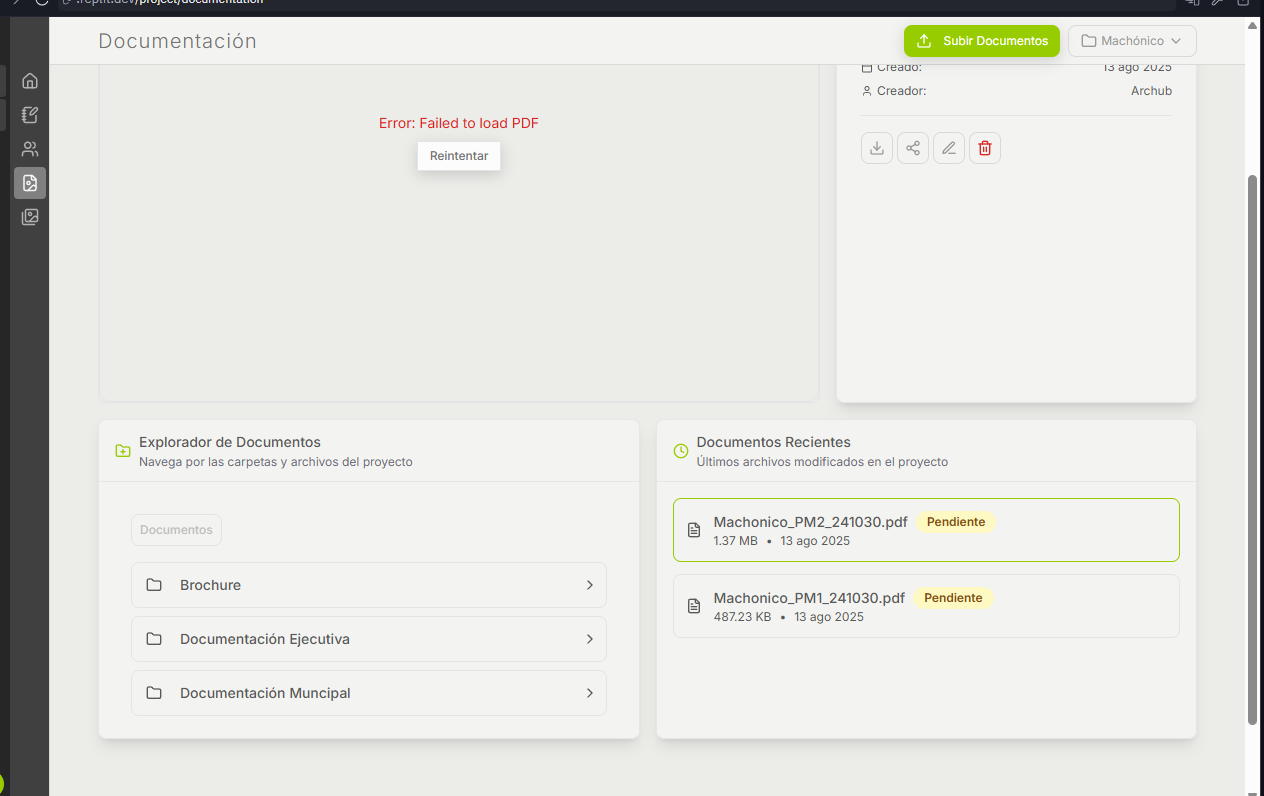 .replit.dev/project/documentation
Documentación
Subir Documentos
Machónico
Error: Failed to load PDF
Reintentar
Creado: 13 ago 2025
Creador: Archub
Explorador de Documentos
Navega por las carpetas y archivos del proyecto
Documentos
Brochure
Documentación Ejecutiva
Documentación Muncipal
Documentos Recientes
Últimos archivos modificados en el proyecto
Machonico_PM2_241030.pdf Pendiente
1.37 MB • 13 ago 2025
Machonico_PM1_241030.pdf Pendiente
487.23 KB • 13 ago 2025